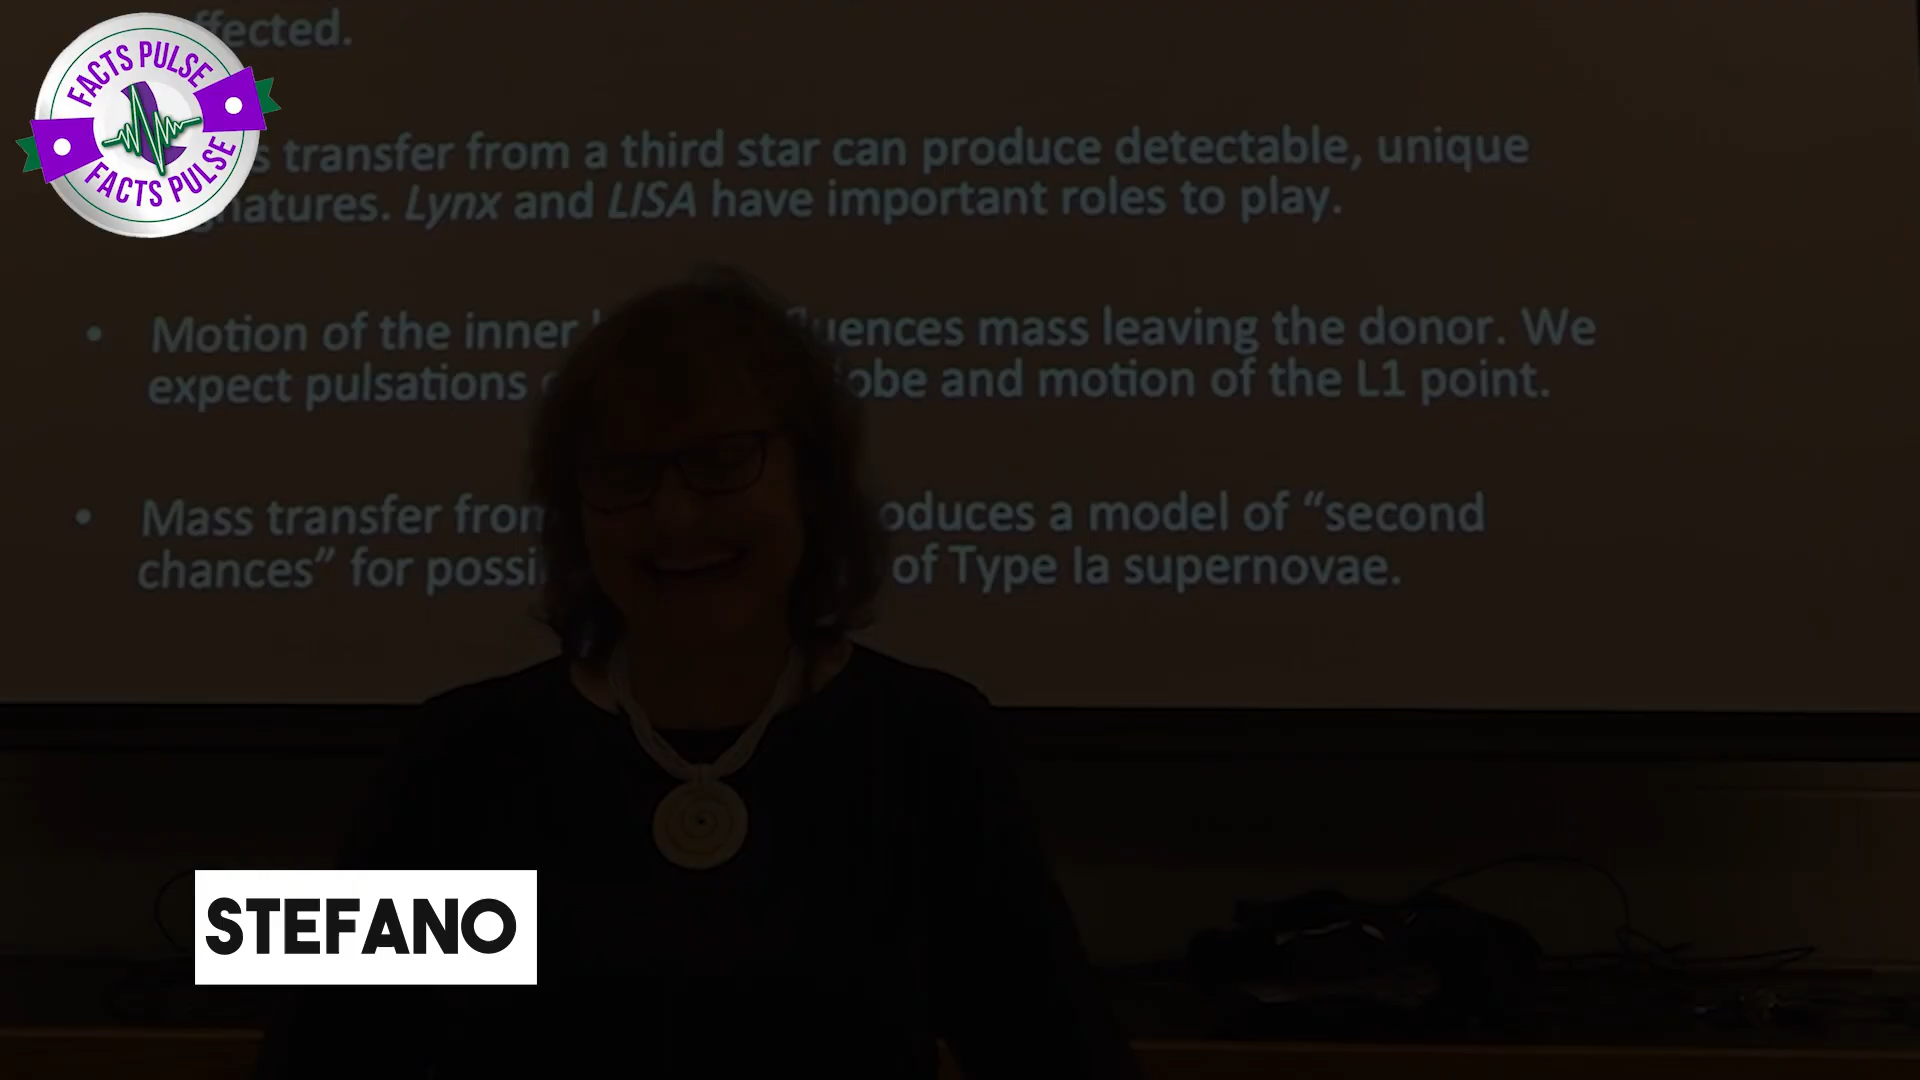 FACTS PULSE
FACTS PULSE
ffected.
s transfer from a third star can produce detectable, unique
natures. Lynx and LISA have important roles to play.
• Motion of the inner fluences mass leaving the donor. We
expect pulsations obe and motion of the L1 point.
• Mass transfer from oduces a model of “second
chances” for possi of Type Ia supernovae.
STEFANO